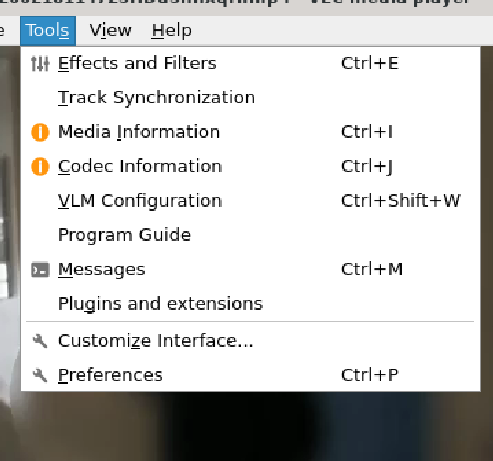 e Tools View Help
Effects and Filters Ctrl+E
Track Synchronization
Media Information Ctrl+I
Codec Information Ctrl+J
VLM Configuration Ctrl+Shift+W
Program Guide
Messages Ctrl+M
Plugins and extensions
Customize Interface...
Preferences Ctrl+P